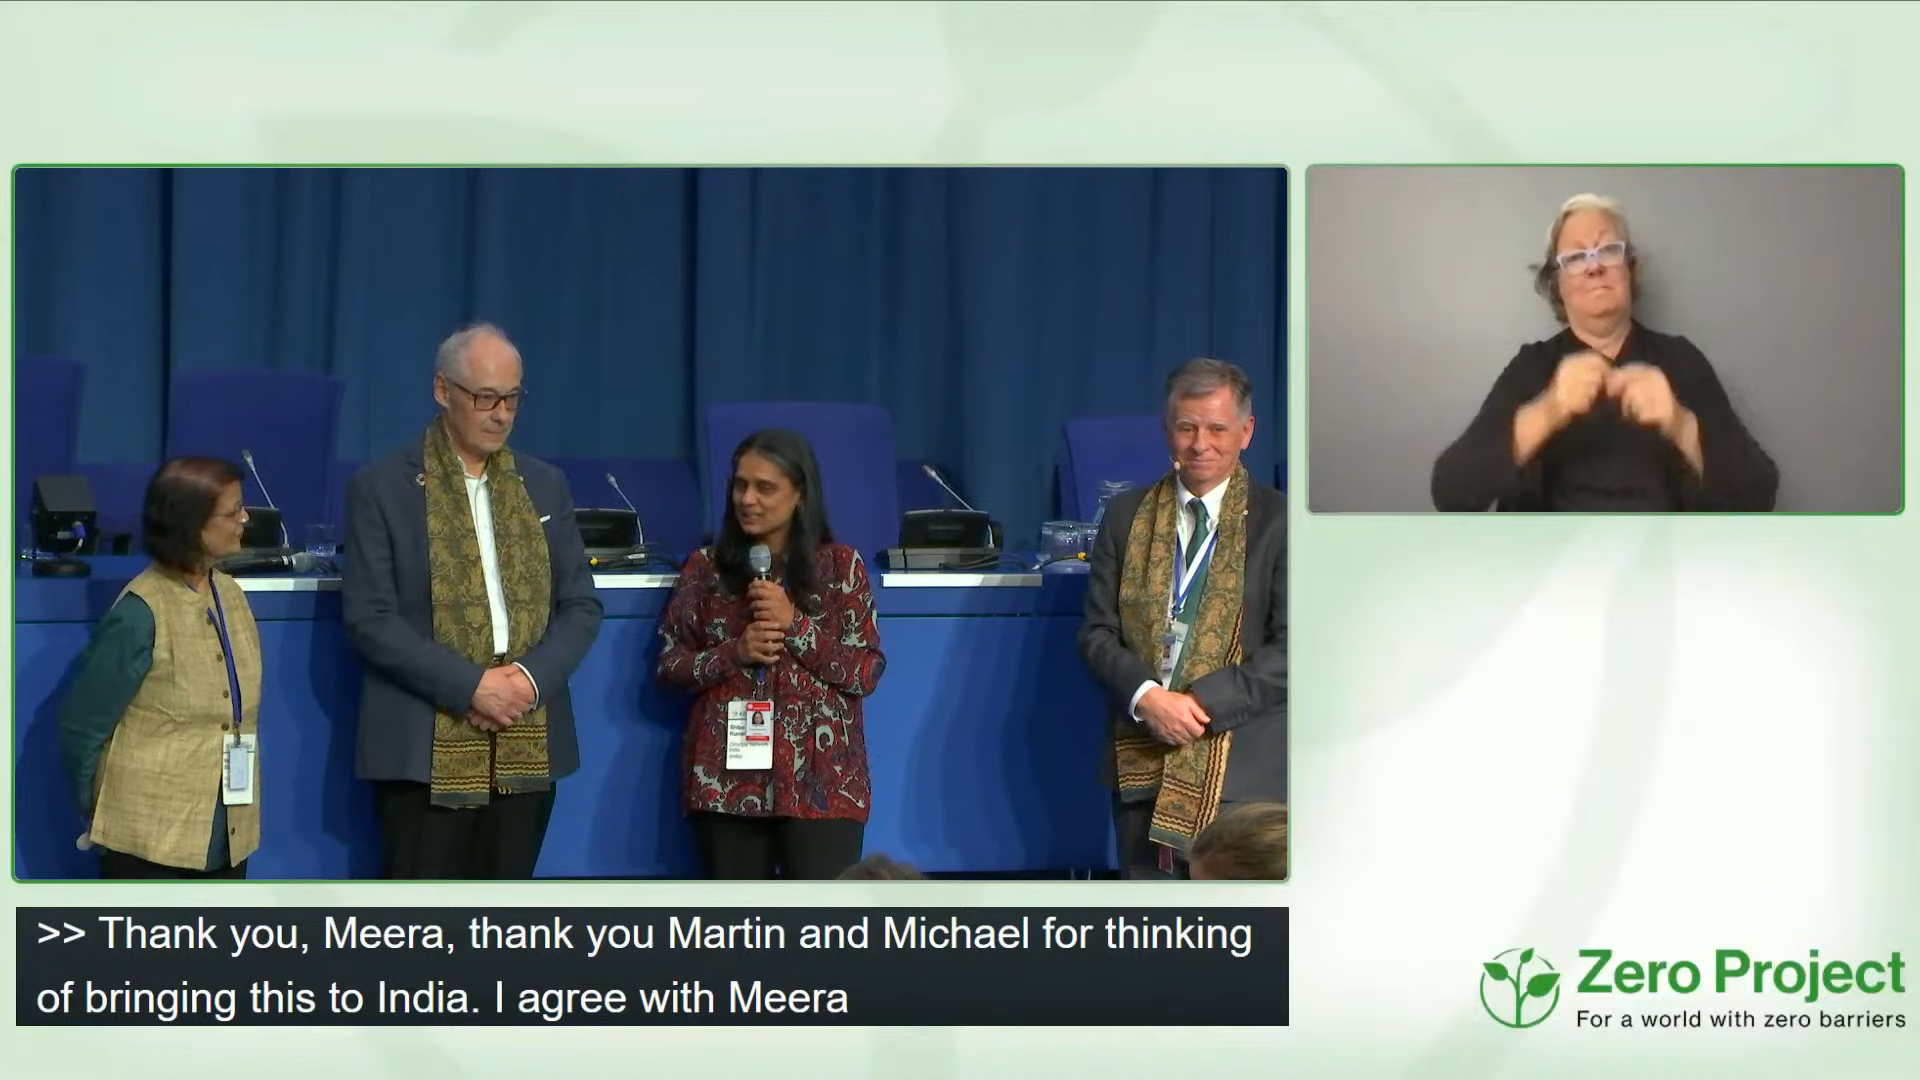 >> Thank you, Meera, thank you Martin and Michael for thinking
of bringing this to India. I agree with Meera
Zero Project
For a world with zero barriers